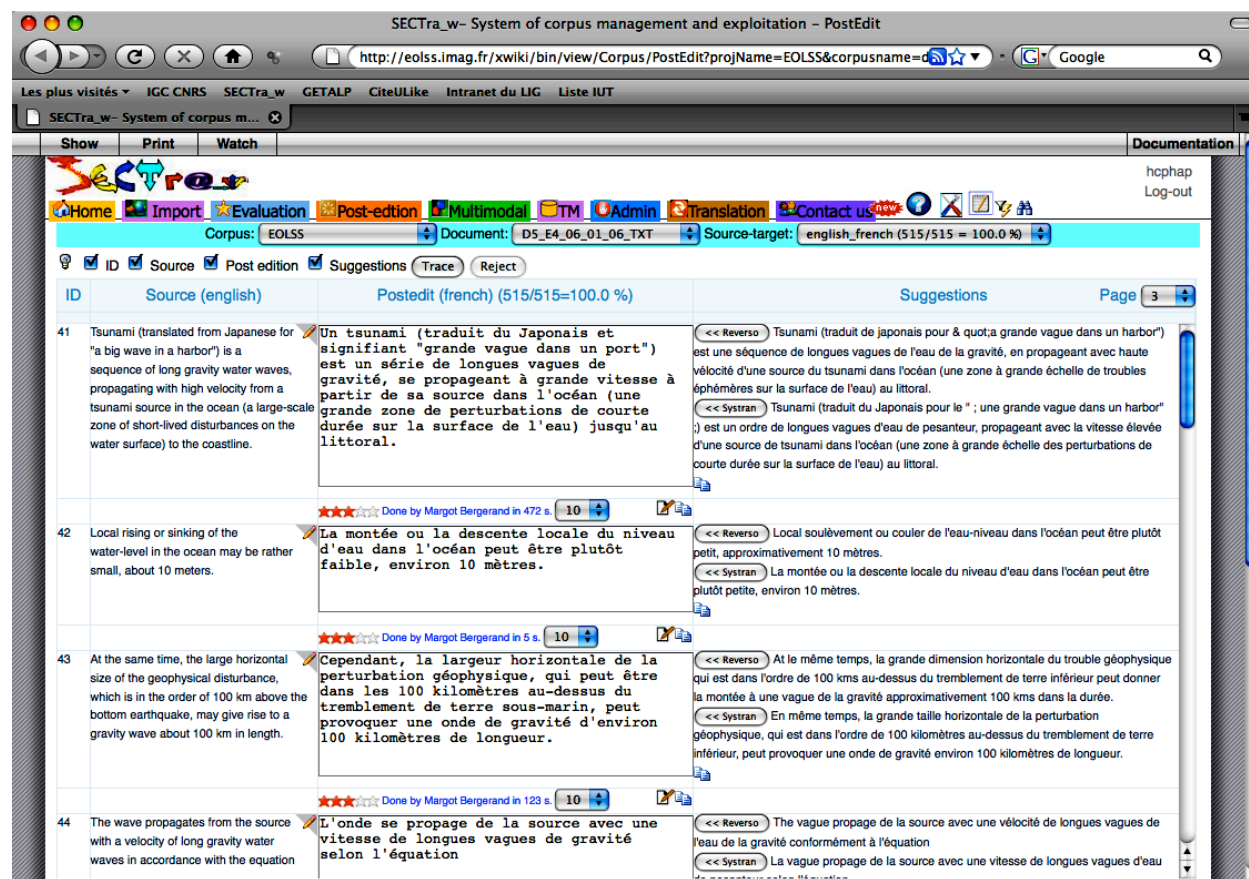 SECTra_w- System of corpus management and exploitation – PostEdit
http://eolss.imag.fr/xwiki/bin/view/Corpus/PostEdit?projName=EOLSS&corpusname=d
Google
Les plus visités IGC CNRS SECTra_w GETALP CiteULike Intranet du LIG Liste IUT
SECTra_w- System of corpus m...
Show Print Watch Documentation
SECTra_w
hcphap
Log-out
Home Import Evaluation Post-edtion Multimodal TM Admin Translation Contact us new
Corpus: EOLSS Document: D5_E4_06_01_06_TXT Source-target: english_french (515/515 = 100.0 %)
ID Source Post edition Suggestions Trace Reject
ID Source (english) Postedit (french) (515/515=100.0 %) Suggestions Page 3
41
Tsunami (translated from Japanese for
"a big wave in a harbor") is a
sequence of long gravity water waves,
propagating with high velocity from a
tsunami source in the ocean (a large-scale
zone of short-lived disturbances on the
water surface) to the coastline.
Un tsunami (traduit du Japonais et
signifiant "grande vague dans un port")
est un série de longues vagues de
gravité, se propageant à grande vitesse à
partir de sa source dans l'océan (une
grande zone de perturbations de courte
durée sur la surface de l'eau) jusqu'au
littoral.
<< Reverso Tsunami (traduit de japonais pour & quot;a grande vague dans un harbor")
est une séquence de longues vagues de l'eau de la gravité, en propageant avec haute
vélocité d'une source du tsunami dans l'océan (une zone à grande échelle de troubles
éphémères sur la surface de l'eau) au littoral.
<< Systran Tsunami (traduit du Japonais pour le " ; une grande vague dans un harbor"
;) est un ordre de longues vagues d'eau de pesanteur, propageant avec la vitesse élevée
d'une source de tsunami dans l'océan (une zone à grande échelle des perturbations de
courte durée sur la surface de l'eau) au littoral.
Done by Margot Bergerand in 472 s. 10
42
Local rising or sinking of the
water-level in the ocean may be rather
small, about 10 meters.
La montée ou la descente locale du niveau
d'eau dans l'océan peut être plutôt
faible, environ 10 mètres.
<< Reverso Local soulèvement ou couler de l'eau-niveau dans l'océan peut être plutôt
petit, approximativement 10 mètres.
<< Systran La montée ou la descente locale du niveau d'eau dans l'océan peut être
plutôt petite, environ 10 mètres.
Done by Margot Bergerand in 5 s. 10
43
At the same time, the large horizontal
size of the geophysical disturbance,
which is in the order of 100 km above the
bottom earthquake, may give rise to a
gravity wave about 100 km in length.
Cependant, la largeur horizontale de la
perturbation géophysique, qui peut être
dans les 100 kilomètres au-dessus du
tremblement de terre sous-marin, peut
provoquer une onde de gravité d'environ
100 kilomètres de longueur.
<< Reverso At le même temps, la grande dimension horizontale du trouble géophysique
qui est dans l'ordre de 100 kms au-dessus du tremblement de terre inférieur peut donner
la montée à une vague de la gravité approximativement 100 kms dans la durée.
<< Systran En même temps, la grande taille horizontale de la perturbation
géophysique, qui est dans l'ordre de 100 kilomètres au-dessus du tremblement de terre
inférieur, peut provoquer une onde de gravité environ 100 kilomètres de longueur.
Done by Margot Bergerand in 123 s. 10
44
The wave propagates from the source
with a velocity of long gravity water
waves in accordance with the equation
L'onde se propage de la source avec une
vitesse de longues vagues de gravité
selon l'équation
<< Reverso The vague propage de la source avec une vélocité de longues vagues de
l'eau de la gravité conformément à l'équation
<< Systran La vague propage de la source avec une vitesse de longues vagues d'eau